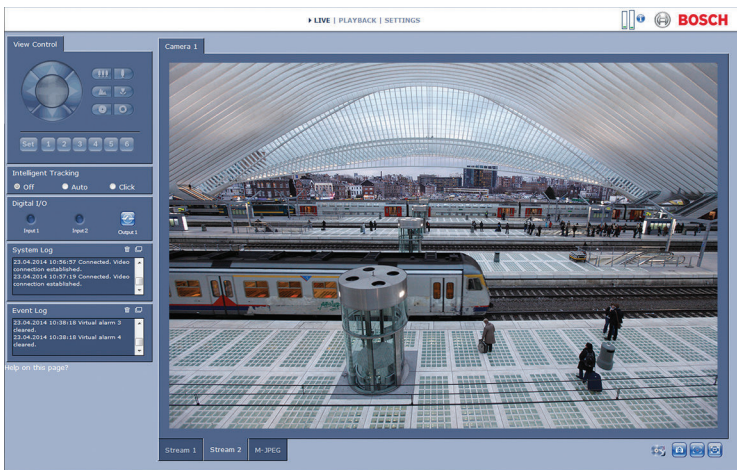 LIVE | PLAYBACK | SETTINGS
BOSCH
View Control
Camera 1
Set 1 2 3 4 5 6
Intelligent Tracking
Off Auto Click
Digital I/O
Input 1 Input 2 Output 1
System Log
23.04.2014 10:56:57 Connected. Video
connection established.
23.04.2014 10:57:19 Connected. Video
connection established.
Event Log
23.04.2014 10:38:18 Virtual alarm 3
cleared.
23.04.2014 10:38:18 Virtual alarm 4
cleared.
Help on this page?
Stream 1 Stream 2 M-JPEG